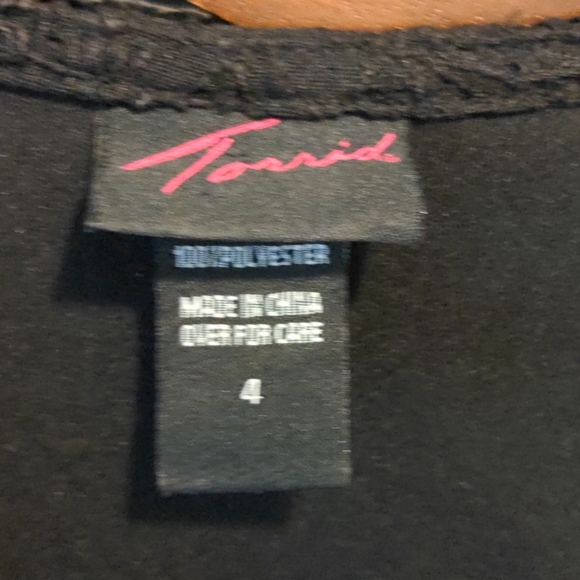 Torrid
100%POLYESTER
MADE IN CHINA
OVER FOR CARE
4